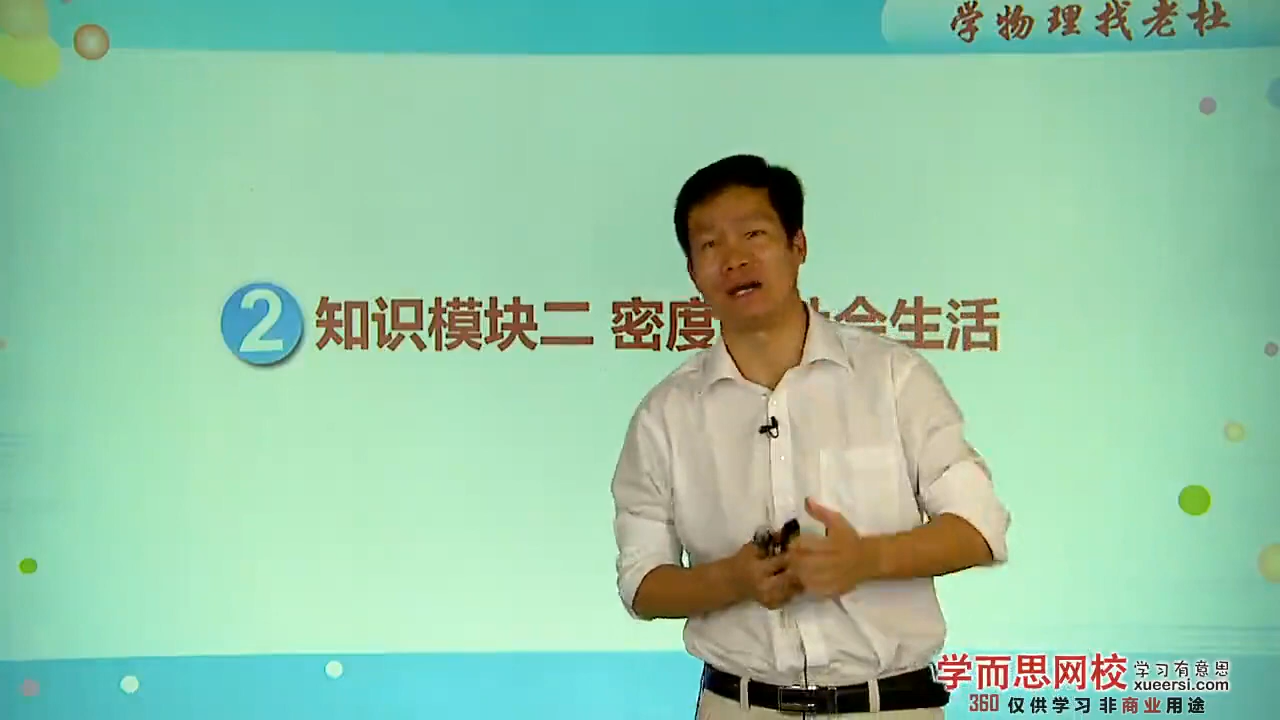 学物理找老杜
2 知识模块二 密度 社会生活
学而思网校 学习有意思
xueersi.com
360 仅供学习 非商业用途